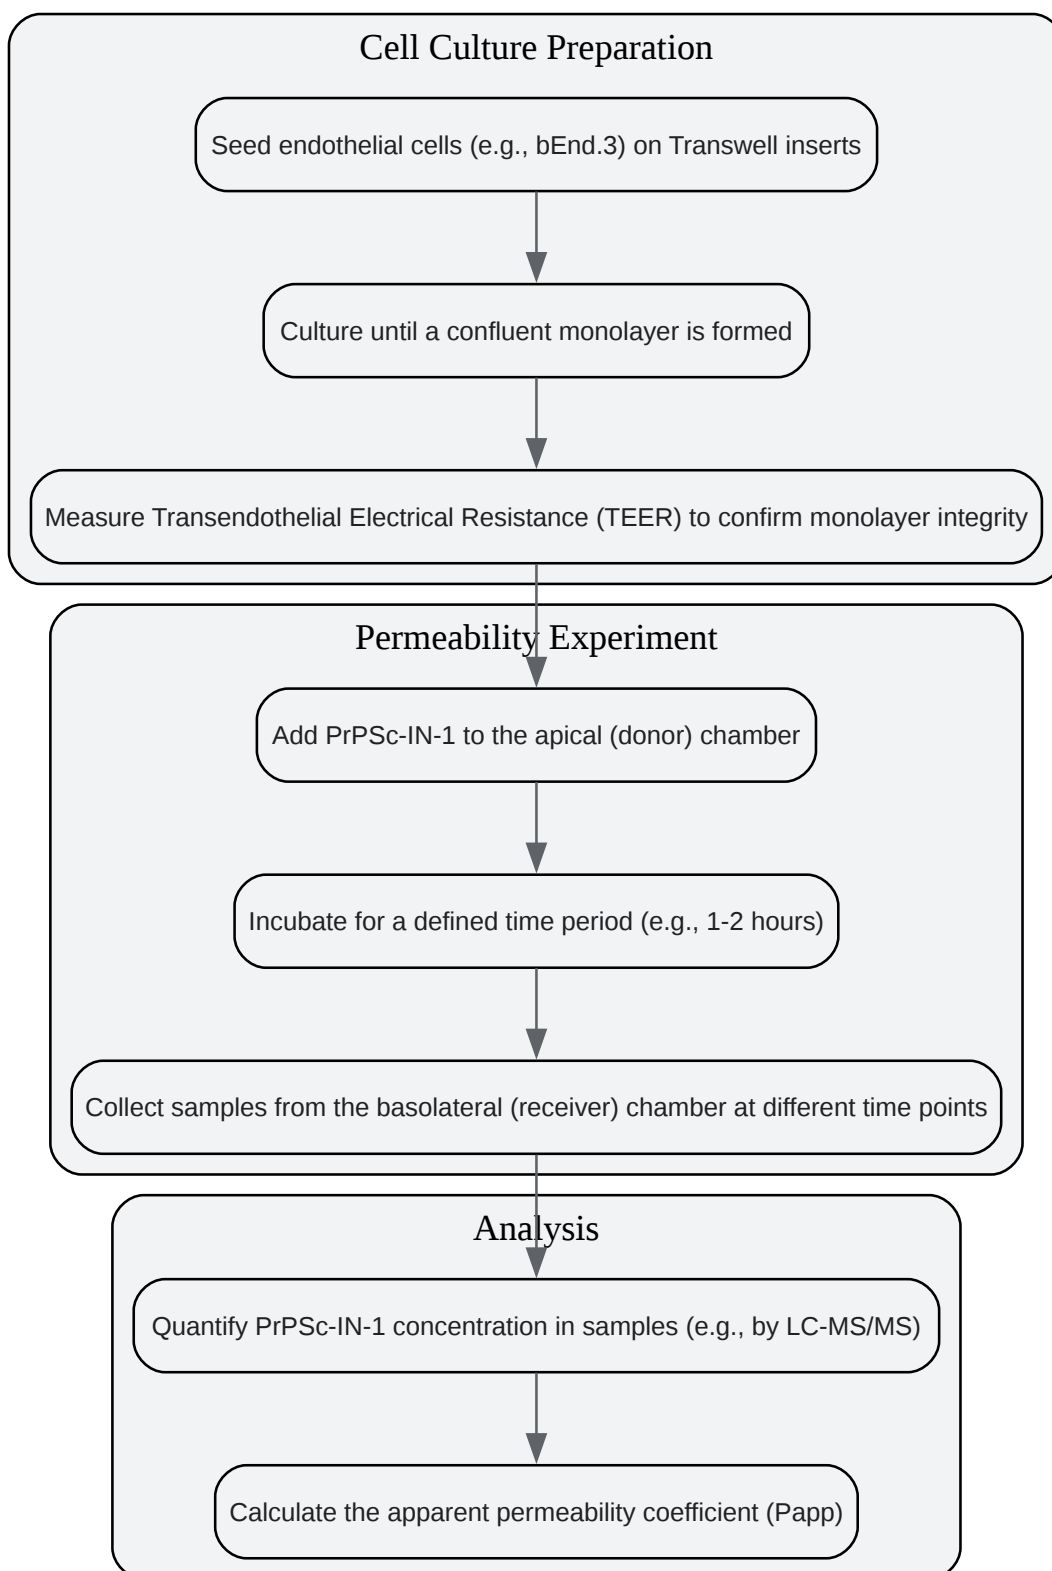 Cell Culture Preparation
Seed endothelial cells (e.g., bEnd.3) on Transwell inserts
Culture until a confluent monolayer is formed
Measure Transendothelial Electrical Resistance (TEER) to confirm monolayer integrity
Permeability Experiment
Add PrPSc-IN-1 to the apical (donor) chamber
Incubate for a defined time period (e.g., 1-2 hours)
Collect samples from the basolateral (receiver) chamber at different time points
Analysis
Quantify PrPSc-IN-1 concentration in samples (e.g., by LC-MS/MS)
Calculate the apparent permeability coefficient (Papp)